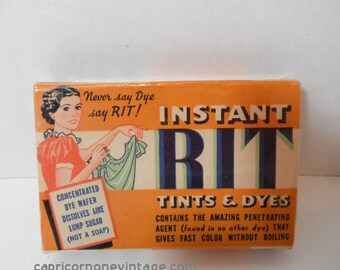 Never say Dye
say RIT!
INSTANT
RIT
TINTS & DYES
CONCENTRATED
DYE WAFER
DISSOLVES LIKE
LUMP SUGAR
(NOT A SOAP)
CONTAINS THE AMAZING PENETRATING
AGENT (found in no other dye) THAT
GIVES FAST COLOR WITHOUT BOILING
capricornonevintage.com